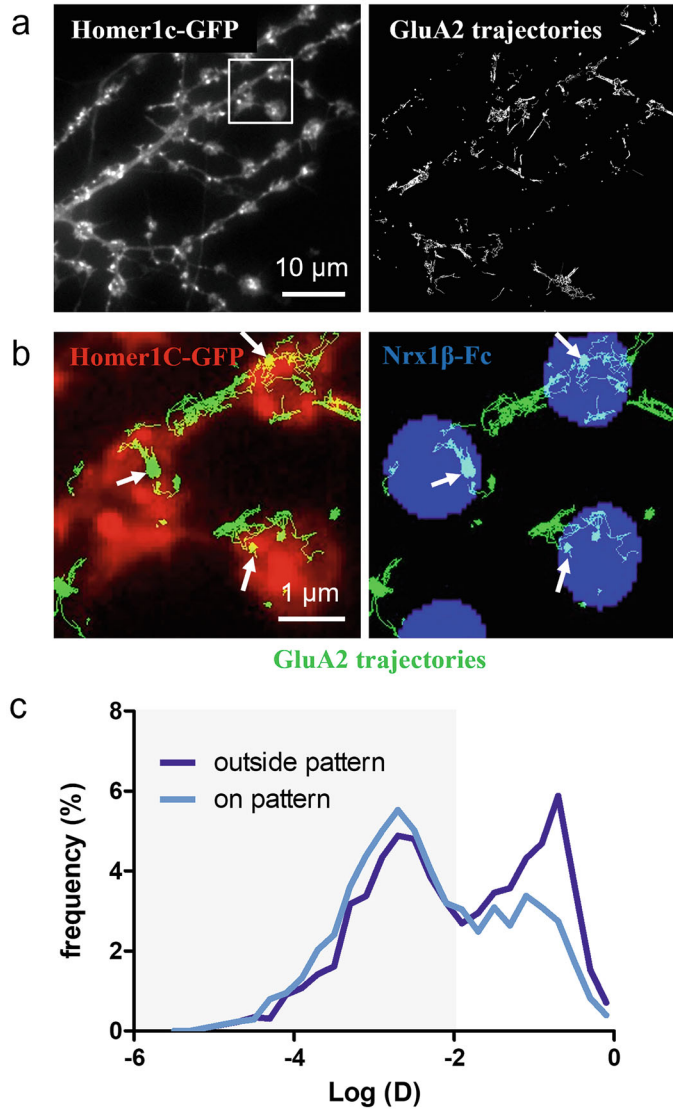 a
Homer1c-GFP
GluA2 trajectories
10 μm
b
Homer1C-GFP
Nrx1β-Fc
1 μm
GluA2 trajectories
c
frequency (%)
8
6
4
2
0
outside pattern
on pattern
-6
-4
-2
0
Log (D)